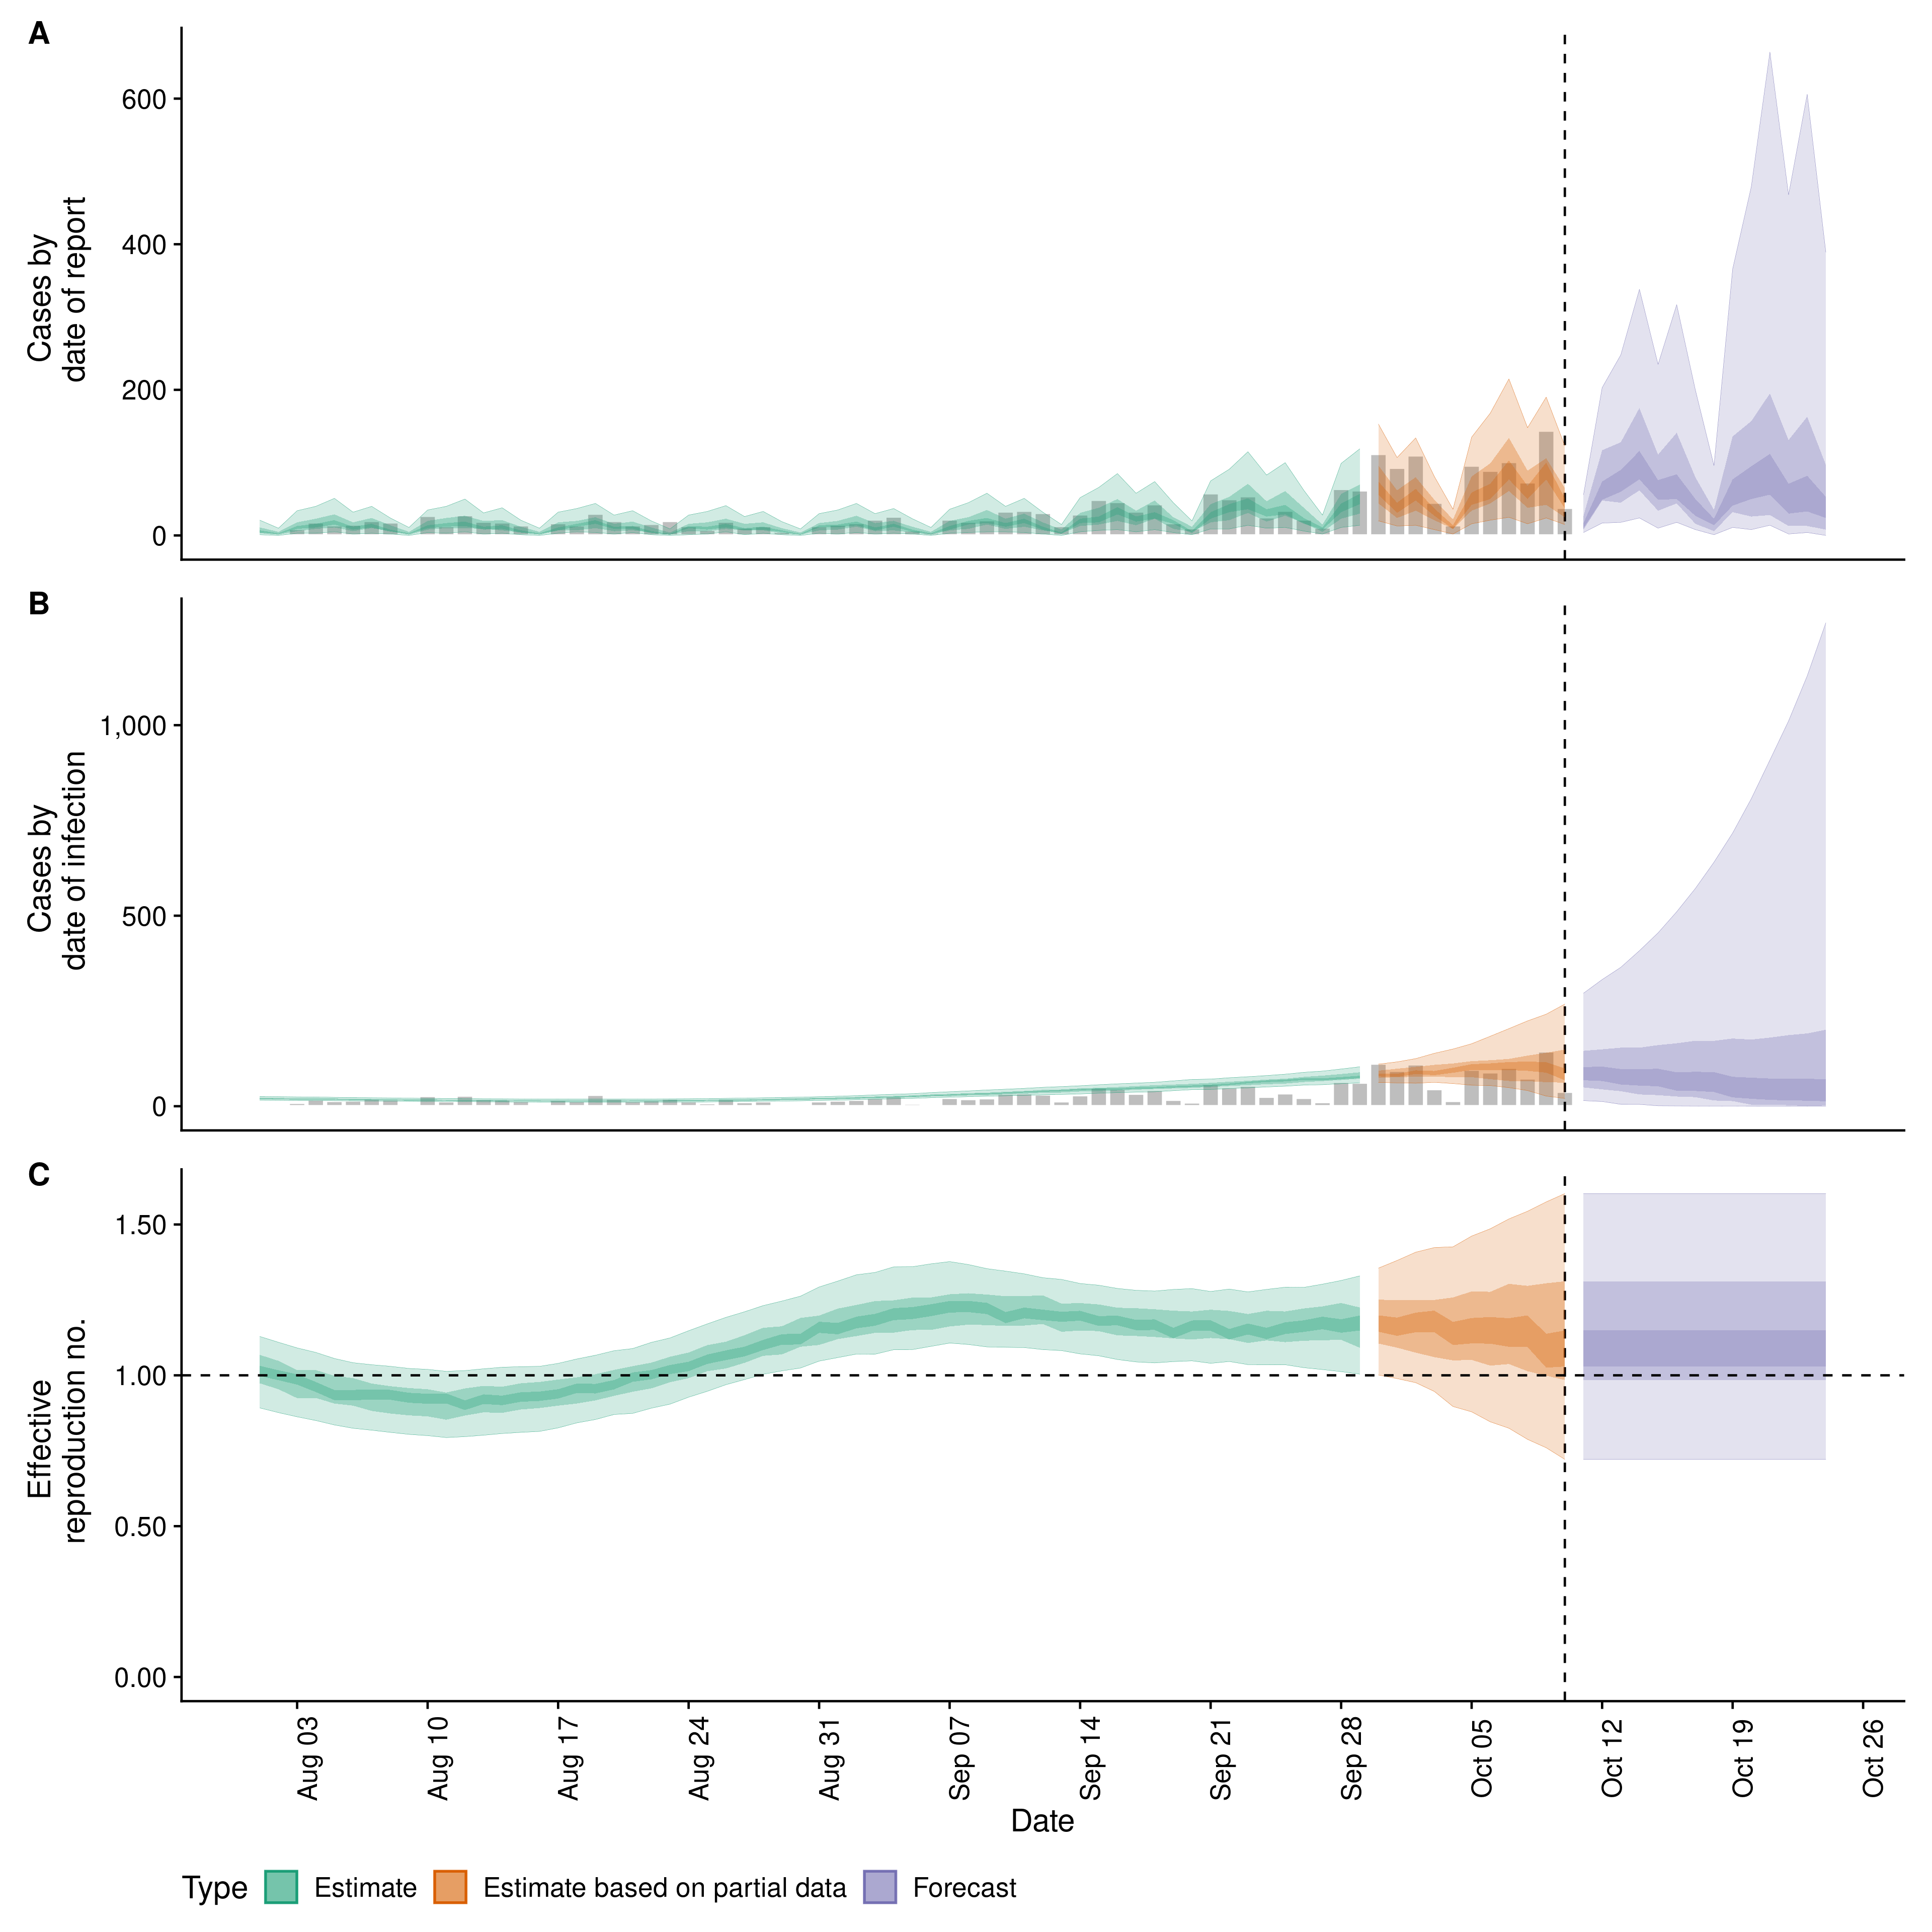 A
Cases by
date of report
600
400
200
0
B
Cases by
date of infection
1,000
500
0
C
Effective
reproduction no.
1.50
1.00
0.50
0.00
Aug 03
Aug 10
Aug 17
Aug 24
Aug 31
Sep 07
Sep 14
Sep 21
Sep 28
Oct 05
Oct 12
Oct 19
Oct 26
Date
Type Estimate Estimate based on partial data Forecast